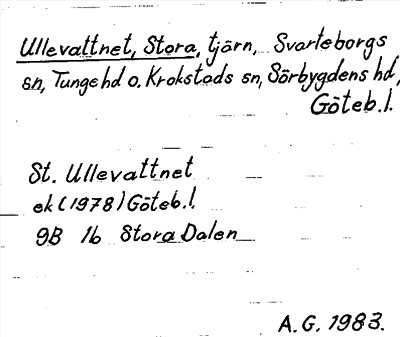 Ullevattnet, Stora, tjärn, Svarteborgs
sn, Tunge hd o. Krokstads sn, Sörbygdens hd,
Göteb. l.
St. Ullevattnet
ek (1978) Göteb. l.
9B 1b Stora Dalen
A. G. 1983.